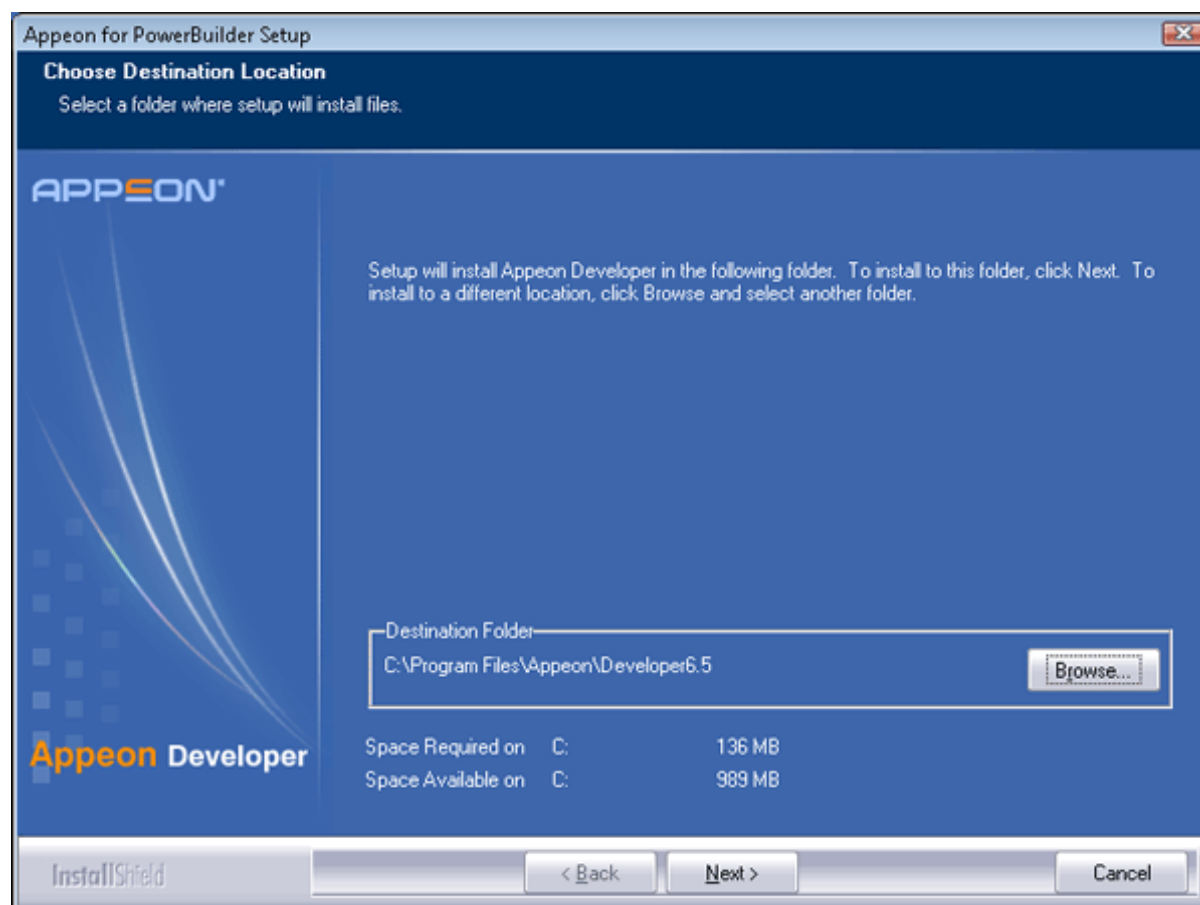 Appeon for PowerBuilder Setup
Choose Destination Location
Select a folder where setup will install files.
APPEON
Setup will install Appeon Developer in the following folder. To install to this folder, click Next. To
install to a different location, click Browse and select another folder.
Destination Folder
C:\Program Files\Appeon\Developer6.5
Browse...
Appeon Developer
Space Required on C: 136 MB
Space Available on C: 989 MB
InstallShield
< Back
Next >
Cancel